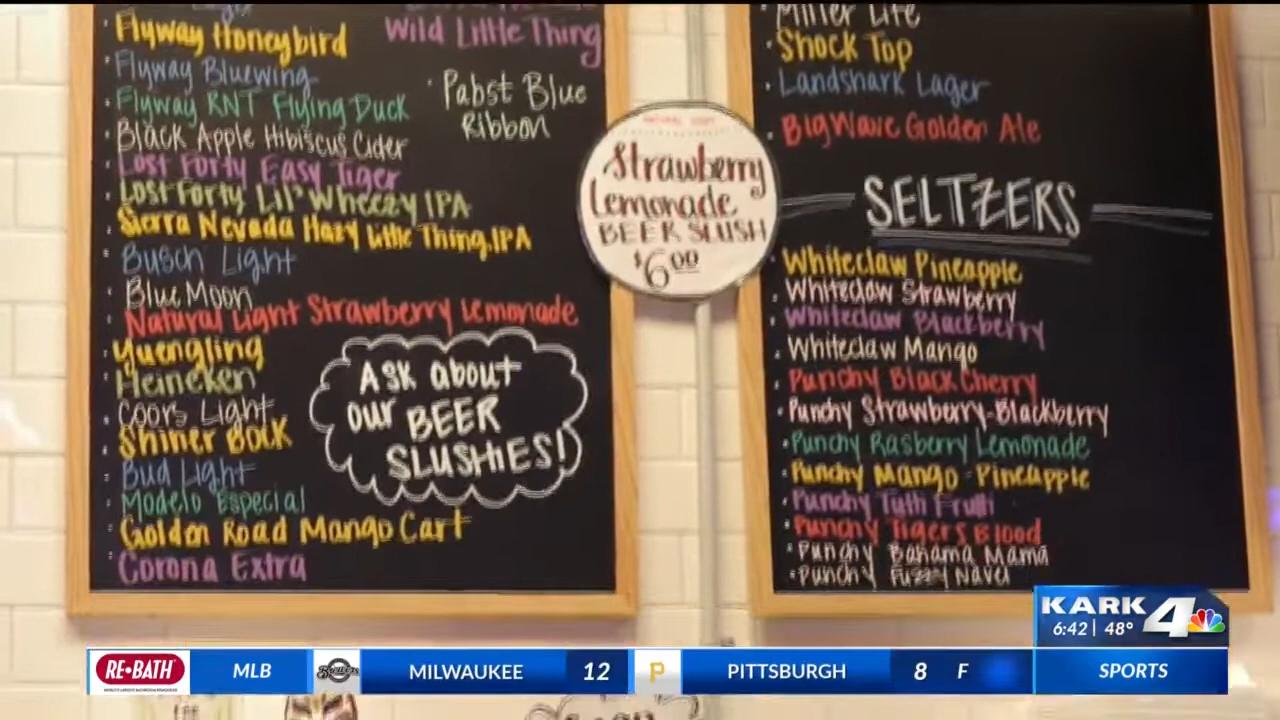 Flyway Honeybird
Flyway Bluewing
Flyway RNT Flying Duck
Black Apple Hibiscus Cider
Lost Forty Easy Tiger
Lost Forty Lil' Wheezy IPA
Sierra Nevada Hazy Little Thing, IPA
Busch Light
Blue Moon
Natural Light Strawberry Lemonade
Yuengling
Heineken
Coors Light
Shiner Bock
Bud Light
Modelo Especial
Golden Road Mango Cart
Corona Extra
Wild Little Thing
Pabst Blue
Ribbon
Ask about
our BEER
SLUSHIES!
Strawberry
Lemonade
BEER SLUSH
$6.00
Miller Lite
Shock Top
Landshark Lager
Big Wave Golden Ale
SELTZERS
Whiteclaw Pineapple
Whiteclaw Strawberry
Whiteclaw Blackberry
Whiteclaw Mango
Punchy Black Cherry
Punchy Strawberry-Blackberry
Punchy Rasberry Lemonade
Punchy Mango-Pineapple
Punchy Tutti Frutti
Punchy Tigers Blood
Punchy Bahama Mama
Punchy Fuzzy Navel
KARK 4
6:42 | 48°
RE·BATH MLB Brewers MILWAUKEE 12 P PITTSBURGH 8 F SPORTS